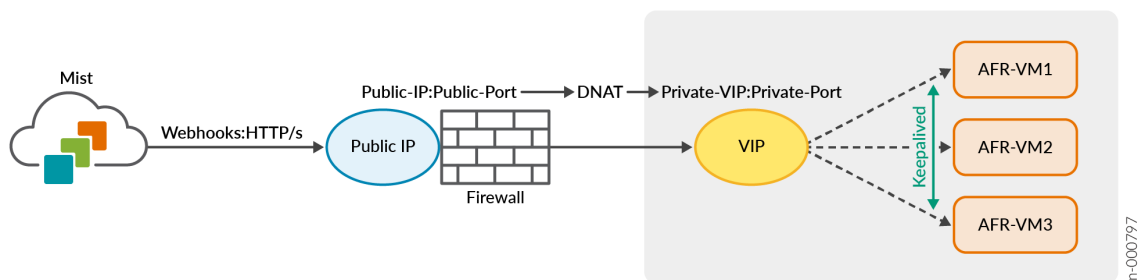 Mist
Webhooks:HTTP/s
Public-IP:Public-Port
DNAT
Private-VIP:Private-Port
Public IP
Firewall
VIP
Keepalived
AFR-VM1
AFR-VM2
AFR-VM3